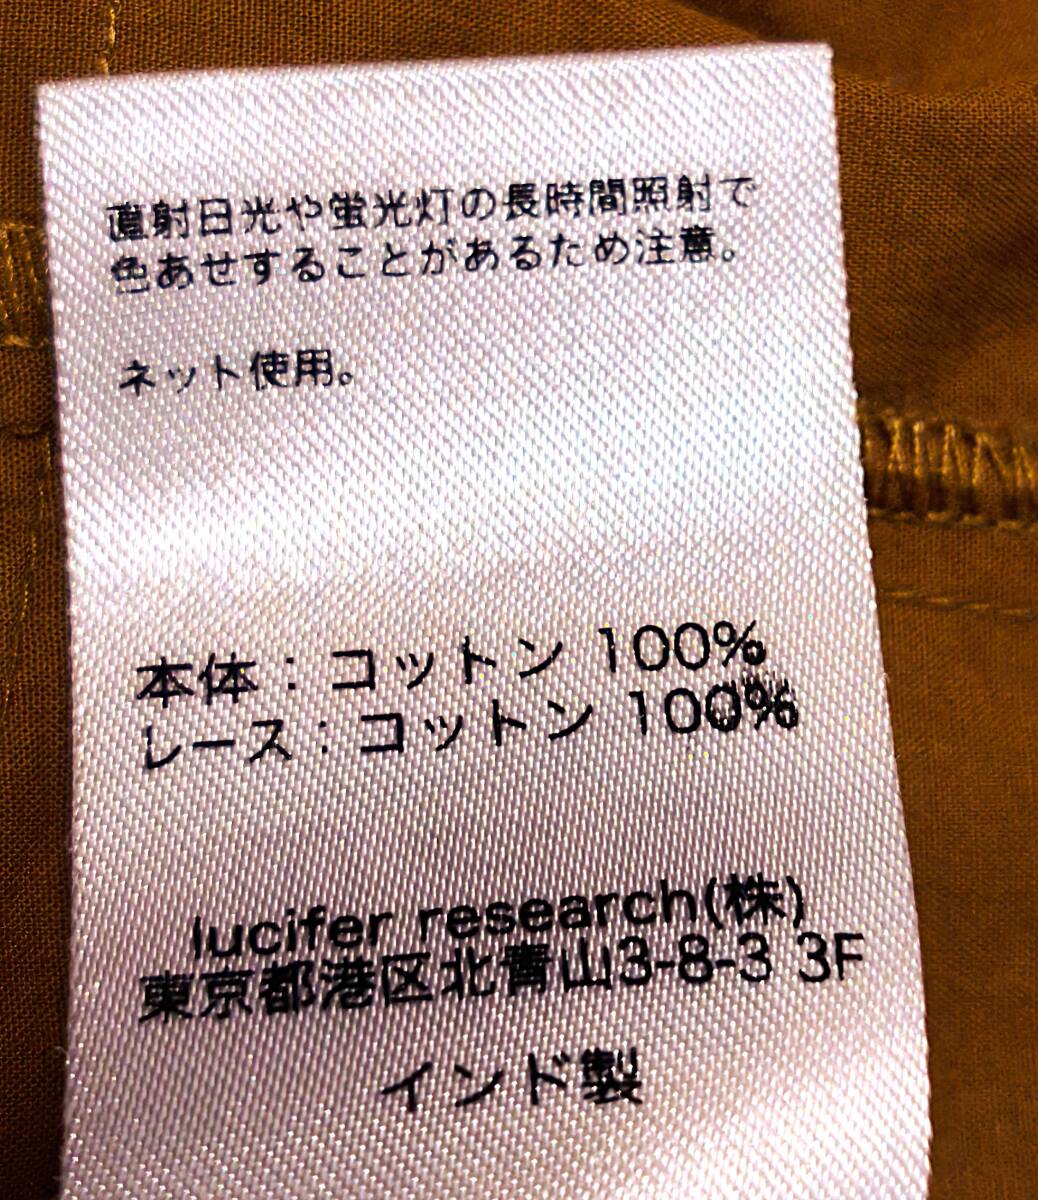 直射日光や蛍光灯の長時間照射で
色あせすることがあるため注意。
ネット使用。
本体：コットン 100%
レース：コットン 100%
lucifer research(株)
東京都港区北青山3-8-3 3F
インド製